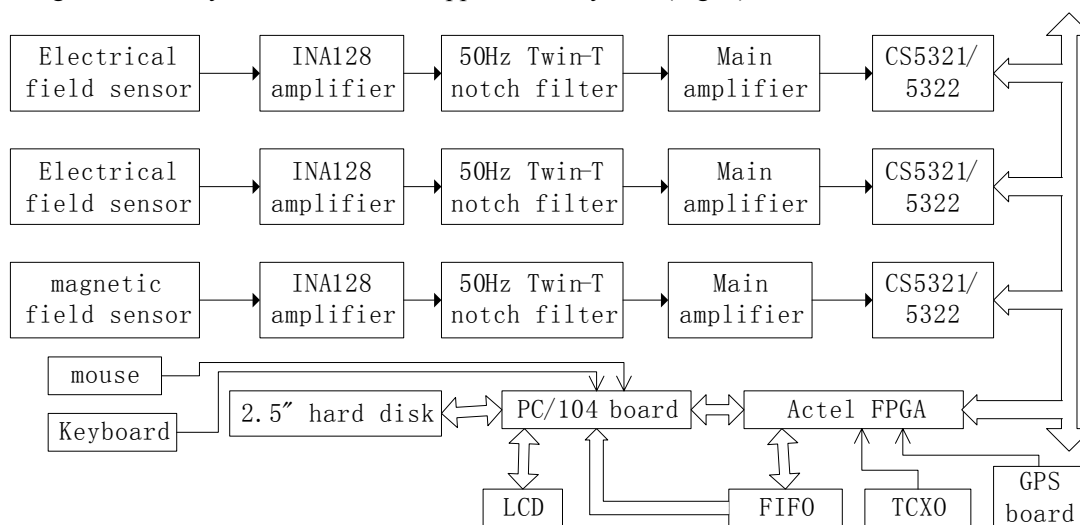 Electrical
field sensor
INA128
amplifier
50Hz Twin-T
notch filter
Main
amplifier
CS5321/
5322
Electrical
field sensor
INA128
amplifier
50Hz Twin-T
notch filter
Main
amplifier
CS5321/
5322
magnetic
field sensor
INA128
amplifier
50Hz Twin-T
notch filter
Main
amplifier
CS5321/
5322
mouse
Keyboard
2.5″ hard disk
PC/104 board
Actel FPGA
LCD
FIFO
TCXO
GPS
board